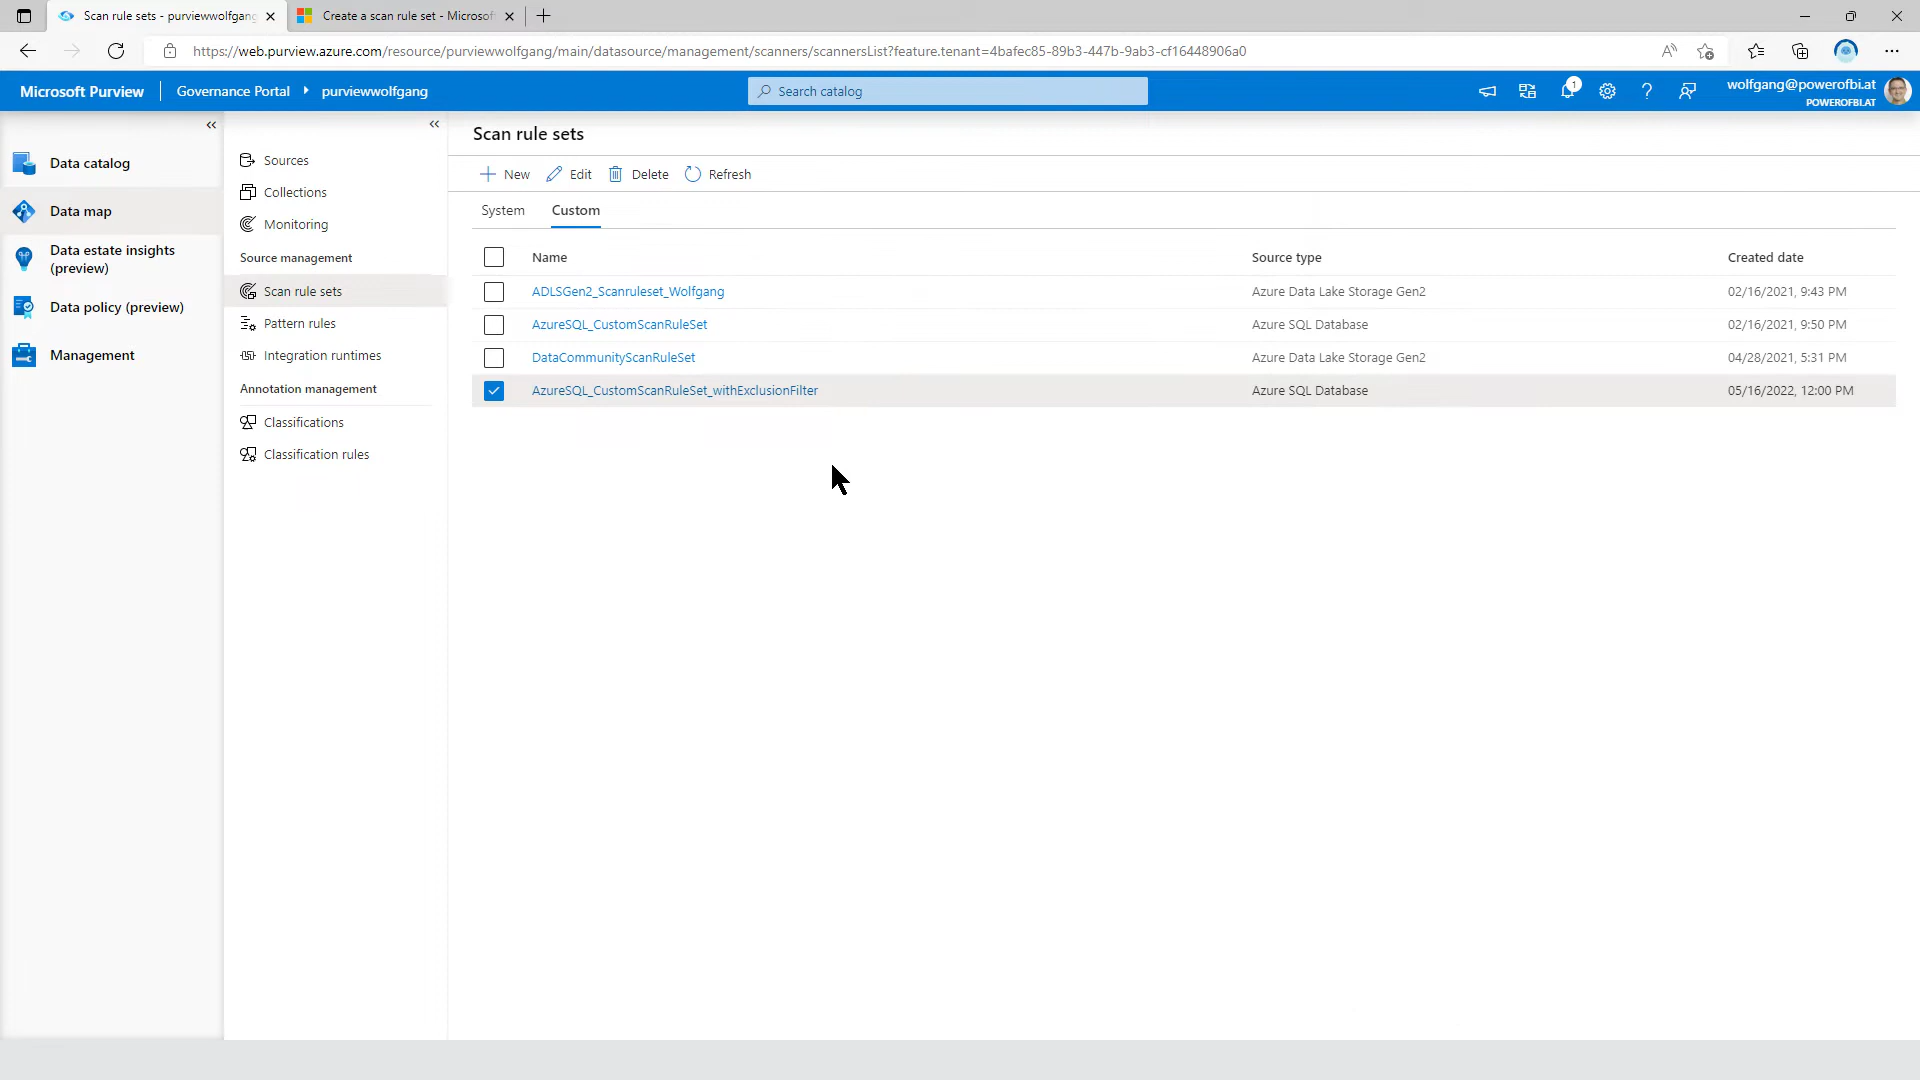 Scan rule sets - purviewwolfgang
Create a scan rule set - Microsof
https://web.purview.azure.com/resource/purviewwolfgang/main/datasource/management/scanners/scannersList?feature.tenant=4bafec85-89b3-447b-9ab3-cf16448906a0
Microsoft Purview
Governance Portal
purviewwolfgang
Search catalog
1
wolfgang@powerofbi.at
POWEROFBI.AT
Data catalog
Data map
Data estate insights
(preview)
Data policy (preview)
Management
Sources
Collections
Monitoring
Source management
Scan rule sets
Pattern rules
Integration runtimes
Annotation management
Classifications
Classification rules
Scan rule sets
New Edit Delete Refresh
System Custom
Name Source type Created date
ADLSGen2_Scanruleset_Wolfgang Azure Data Lake Storage Gen2 02/16/2021, 9:43 PM
AzureSQL_CustomScanRuleSet Azure SQL Database 02/16/2021, 9:50 PM
DataCommunityScanRuleSet Azure Data Lake Storage Gen2 04/28/2021, 5:31 PM
AzureSQL_CustomScanRuleSet_withExclusionFilter Azure SQL Database 05/16/2022, 12:00 PM